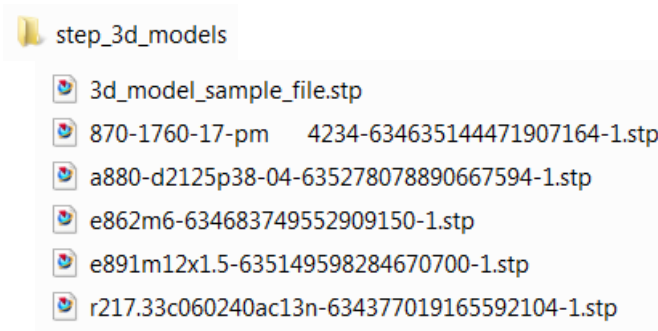 step_3d_models
3d_model_sample_file.stp
870-1760-17-pm 4234-634635144471907164-1.stp
a880-d2125p38-04-635278078890667594-1.stp
e862m6-634683749552909150-1.stp
e891m12x1.5-635149598284670700-1.stp
r217.33c060240ac13n-634377019165592104-1.stp